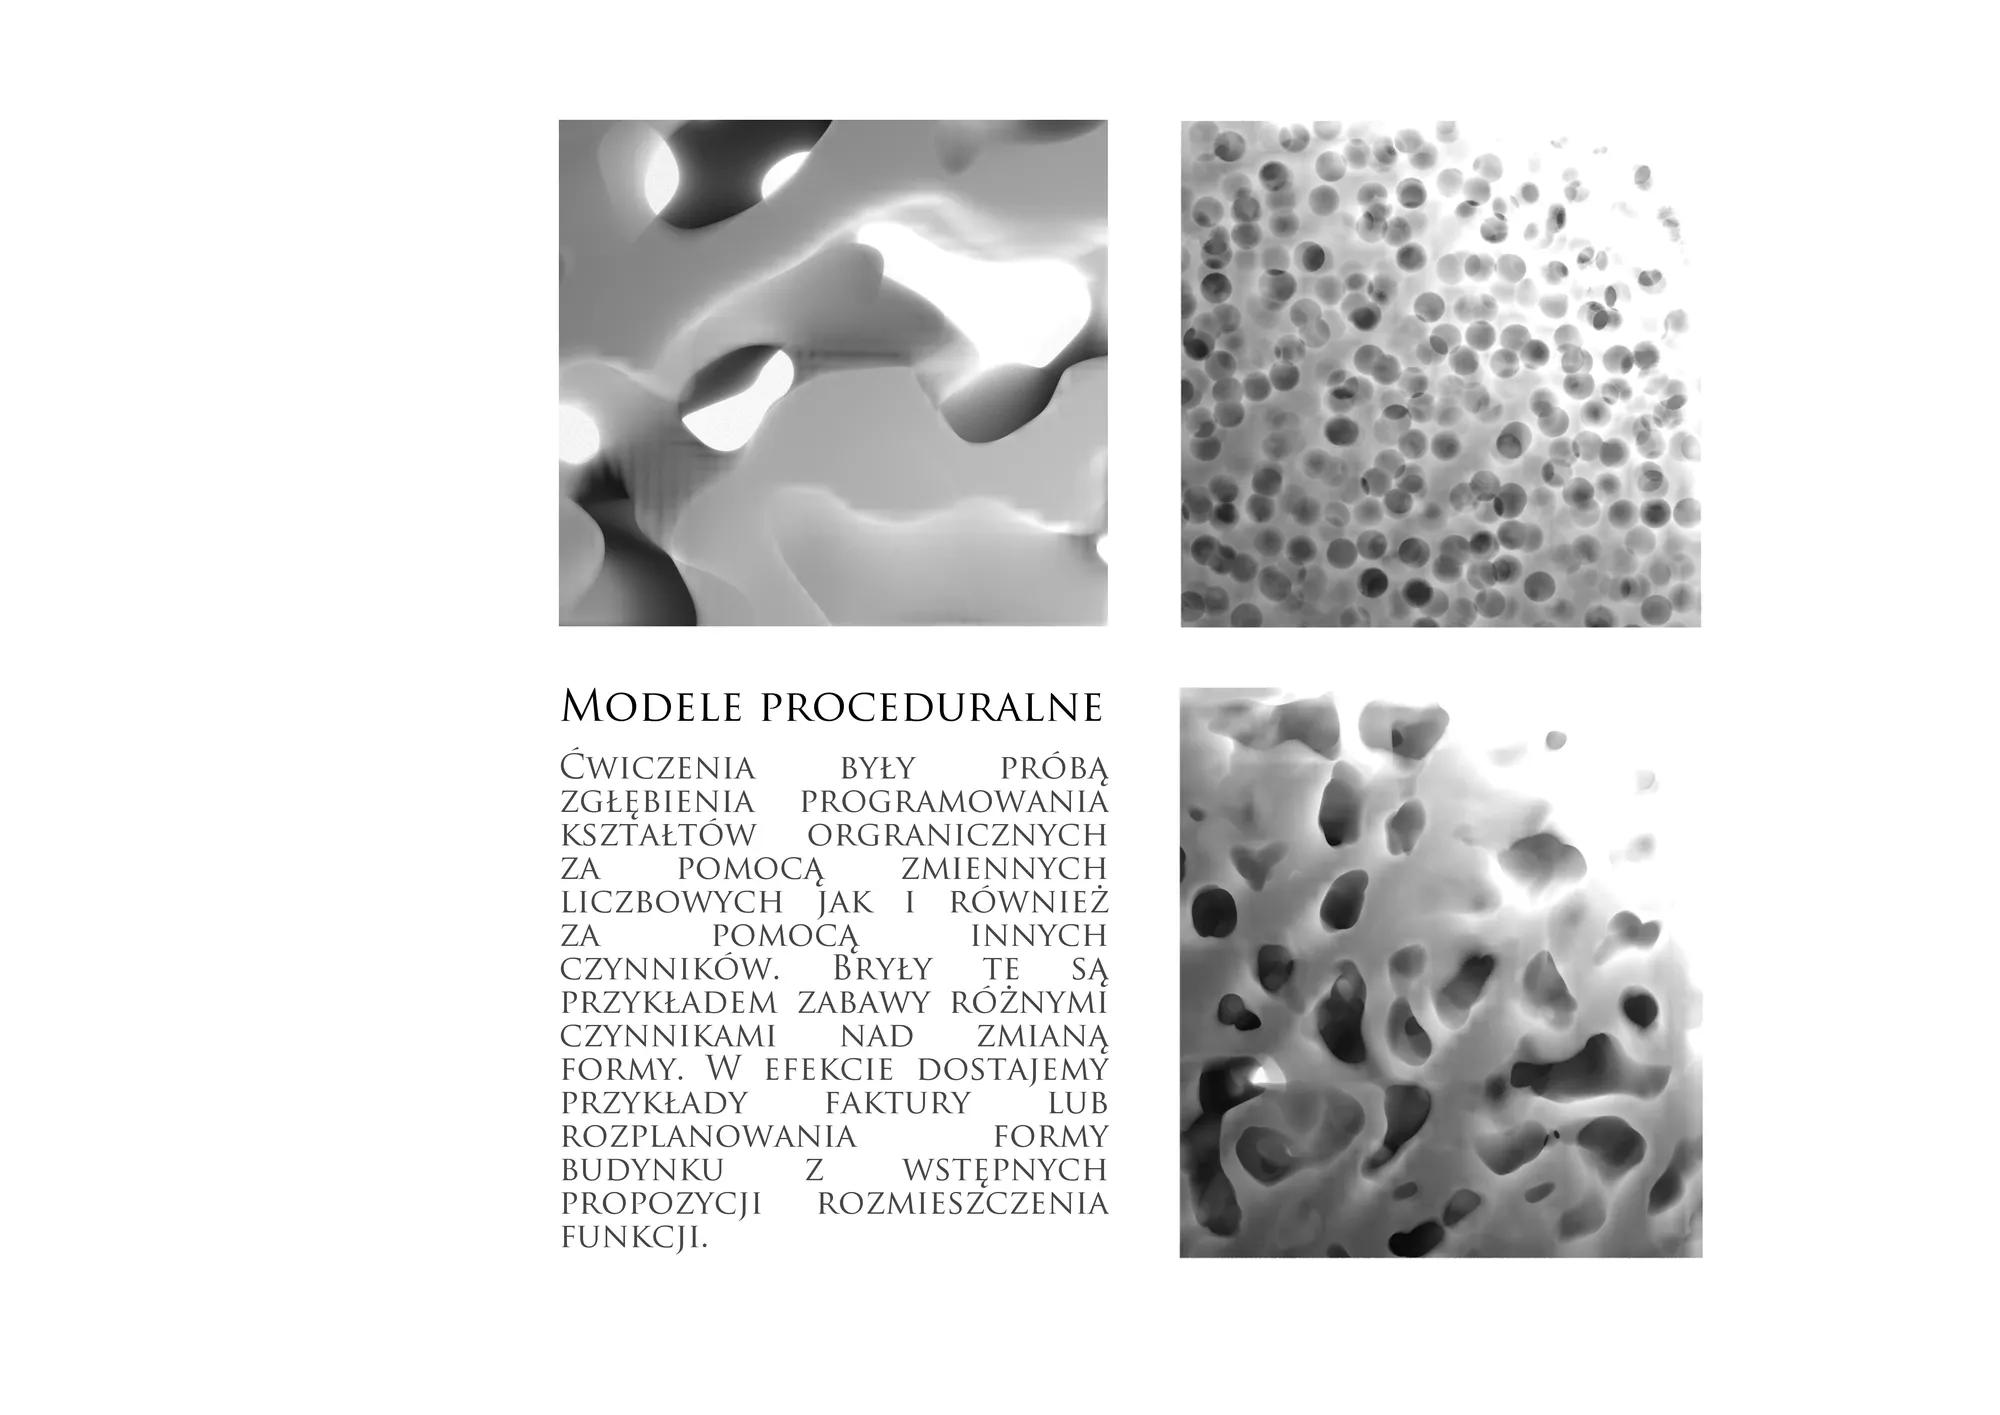 Modele proceduralne
Ćwiczenia były próbą
zgłębienia programowania
kształtów orgranicznych
za pomocą zmiennych
liczbowych jak i również
za pomocą innych
czynników. Bryły te są
przykładem zabawy różnymi
czynnikami nad zmianą
formy. W efekcie dostajemy
przykłady faktury lub
rozplanowania formy
budynku z wstępnych
propozycji rozmieszczenia
funkcji.